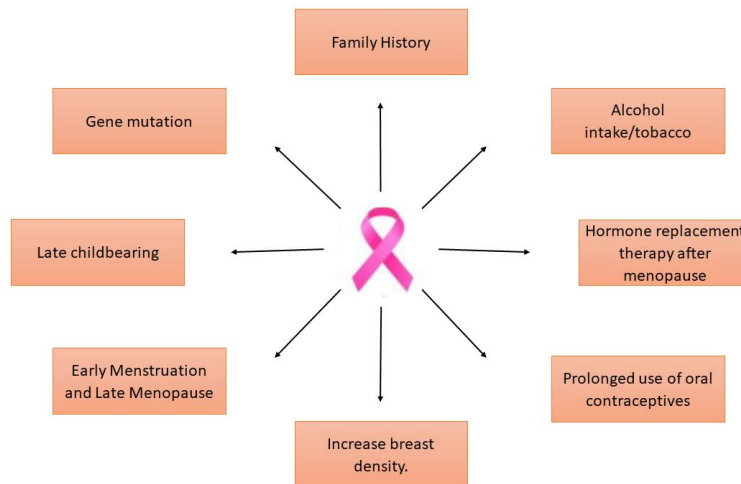 Family History
Gene mutation
Alcohol
intake/tobacco
Late childbearing
Hormone replacement
therapy after
menopause
Early Menstruation
and Late Menopause
Prolonged use of oral
contraceptives
Increase breast
density.